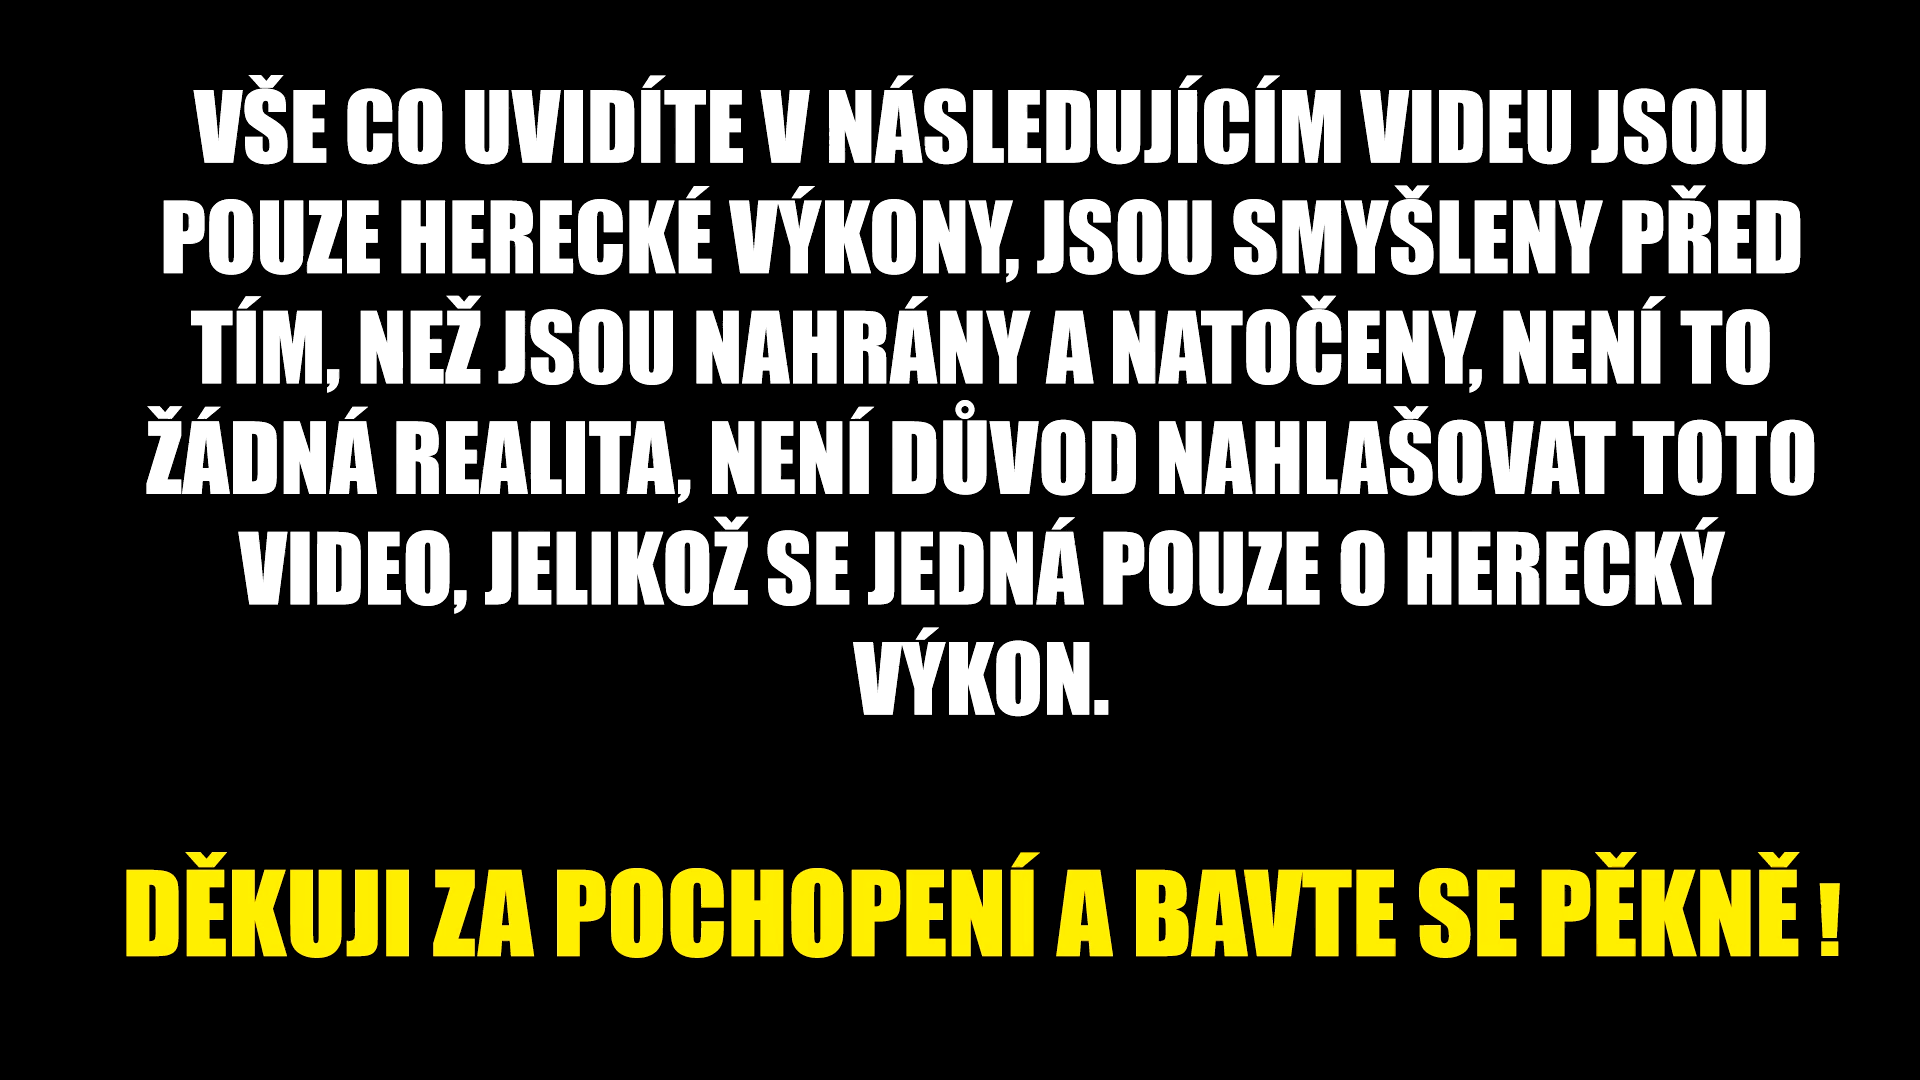 VŠE CO UVIDÍTE V NÁSLEDUJÍCÍM VIDEU JSOU
POUZE HERECKÉ VÝKONY, JSOU SMYŠLENY PŘED
TÍM, NEŽ JSOU NAHRÁNY A NATOČENY, NENÍ TO
ŽÁDNÁ REALITA, NENÍ DŮVOD NAHLAŠOVAT TOTO
VIDEO, JELIKOŽ SE JEDNÁ POUZE O HERECKÝ
VÝKON.
DĚKUJI ZA POCHOPENÍ A BAVTE SE PĚKNĚ !